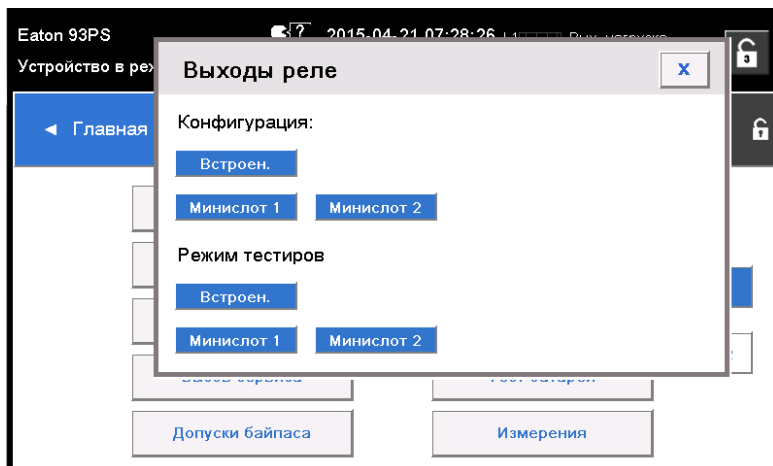 Eaton 93PS 2015-04-21 07:28:26
Устройство в реж
Выходы реле X
3
◄ Главная
Конфигурация:
Встроен.
Минислот 1 Минислот 2
Режим тестиров
Встроен.
Минислот 1 Минислот 2
Допуски байпаса Измерения